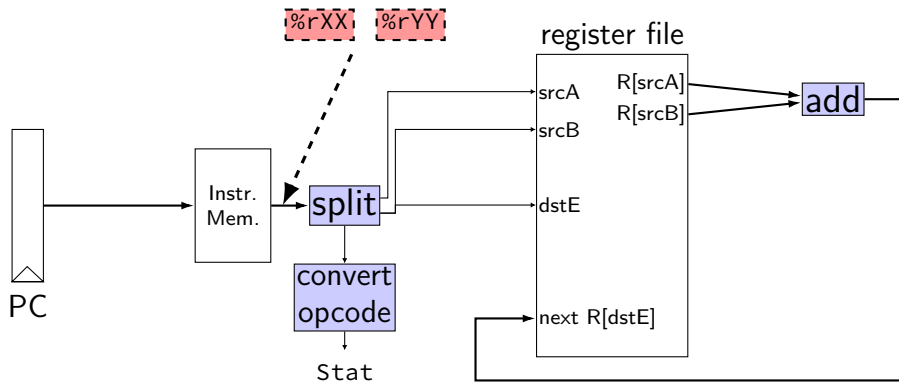 %rXX %rYY
register file
srcA
srcB
dstE
next R[dstE]
R[srcA]
R[srcB]
add
Instr.
Mem.
split
convert
opcode
Stat
PC